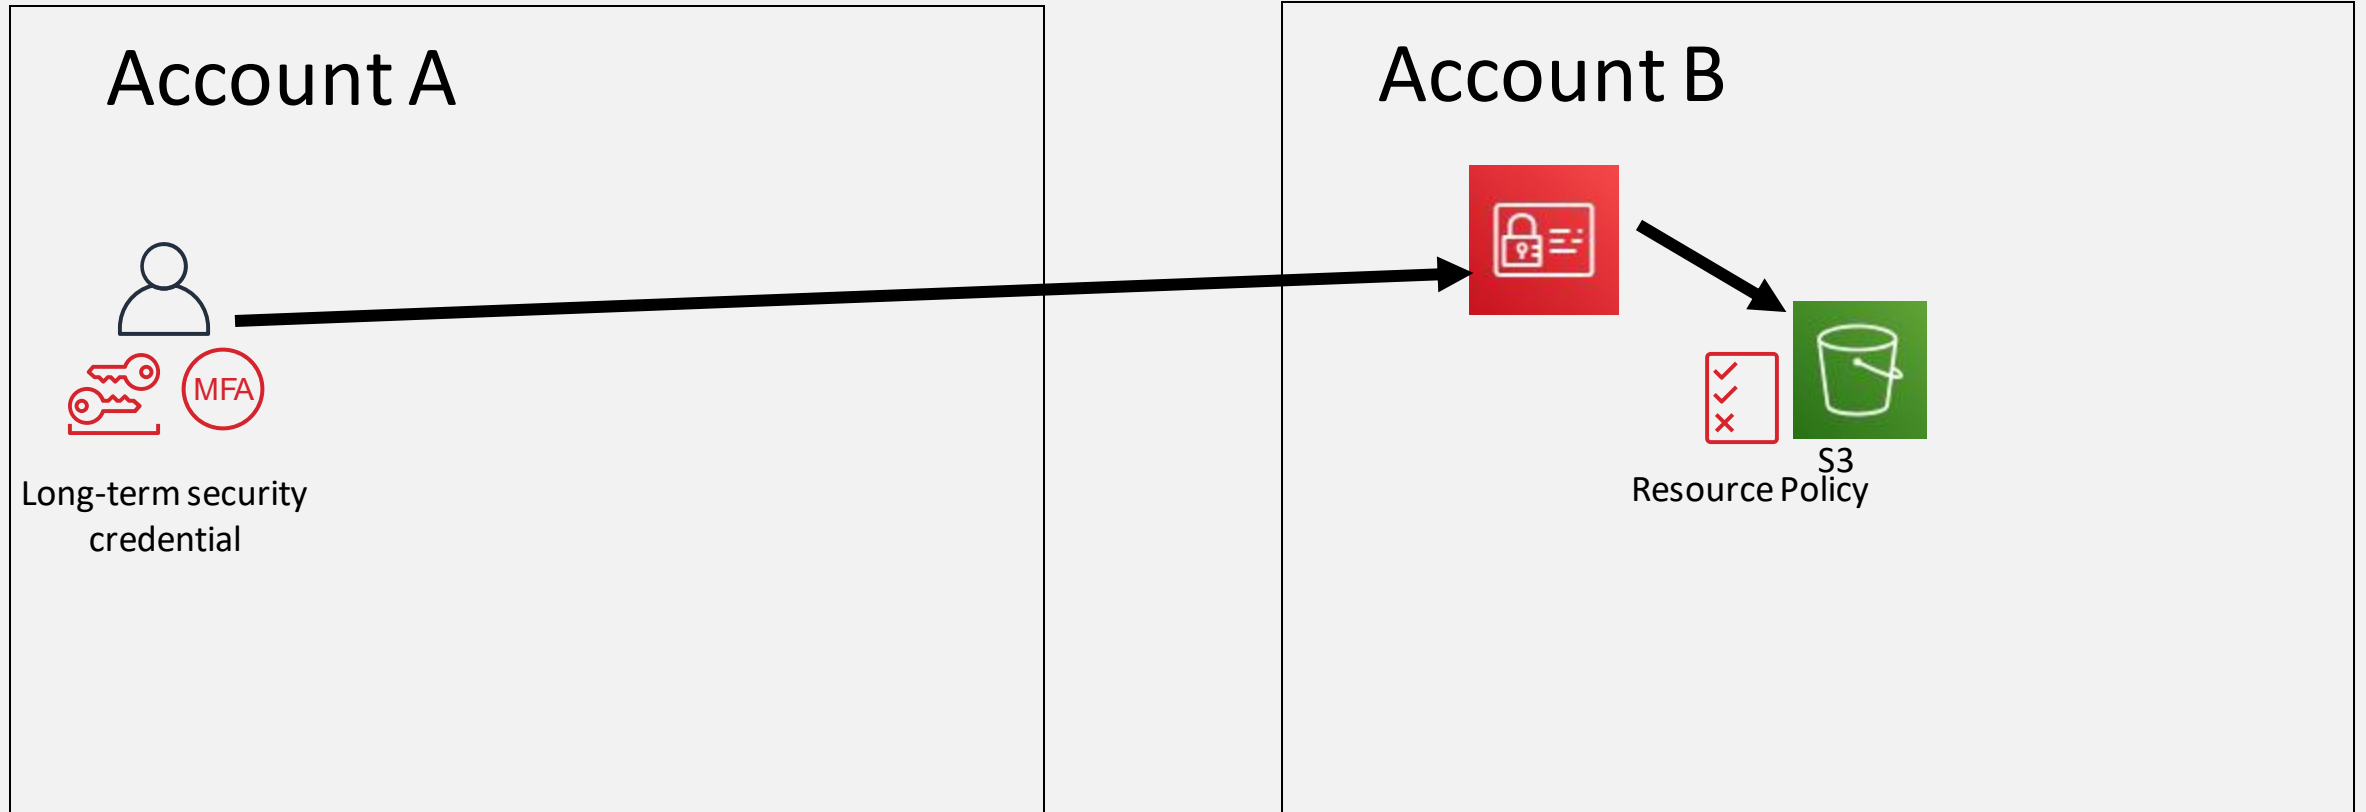 Account A
Account B
MFA
Long-term security
credential
S3
Resource Policy